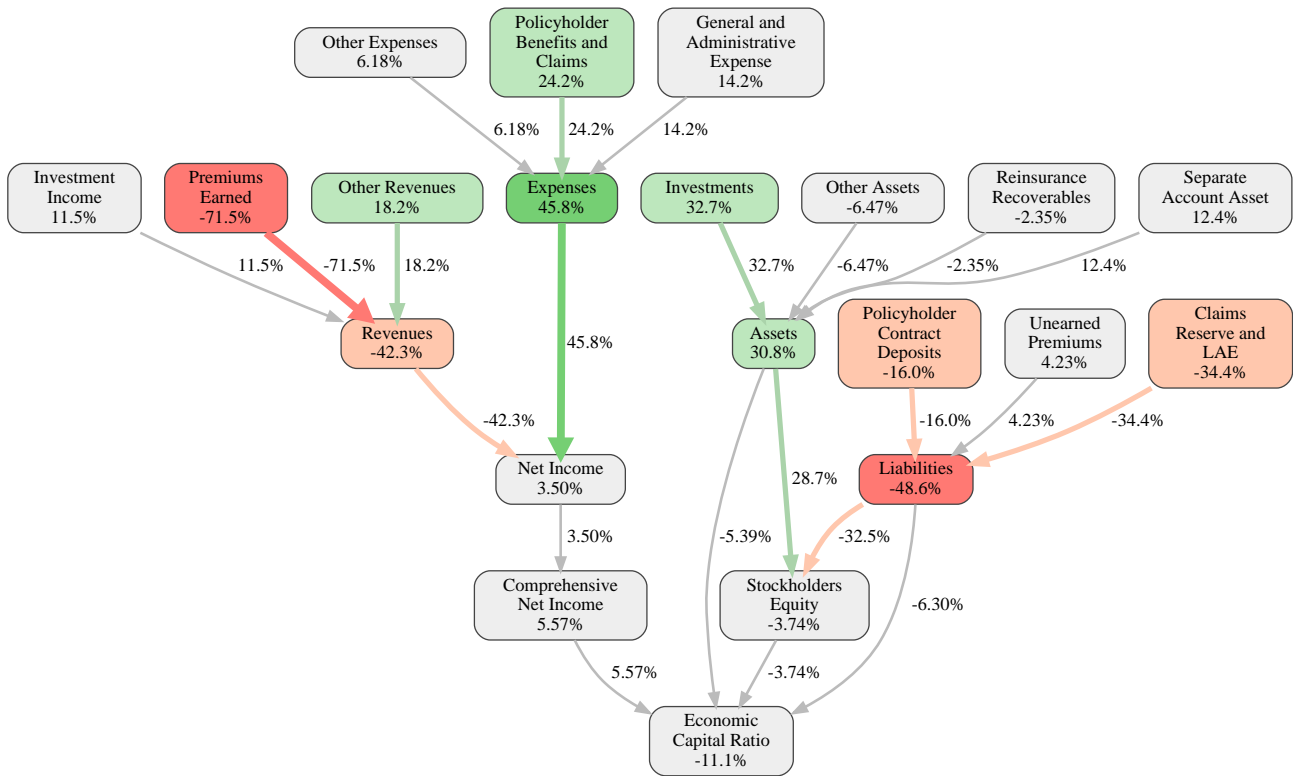 Other Expenses
6.18%
Policyholder
Benefits and
Claims
24.2%
General and
Administrative
Expense
14.2%
6.18%
24.2%
14.2%
Investment
Income
11.5%
Premiums
Earned
-71.5%
Other Revenues
18.2%
Expenses
45.8%
Investments
32.7%
Other Assets
-6.47%
Reinsurance
Recoverables
-2.35%
Separate
Account Asset
12.4%
11.5%
-71.5%
18.2%
32.7%
-6.47%
-2.35%
12.4%
Revenues
-42.3%
45.8%
Assets
30.8%
Policyholder
Contract
Deposits
-16.0%
Unearned
Premiums
4.23%
Claims
Reserve and
LAE
-34.4%
-42.3%
-16.0%
4.23%
-34.4%
Net Income
3.50%
28.7%
Liabilities
-48.6%
3.50%
-5.39%
-32.5%
Comprehensive
Net Income
5.57%
Stockholders
Equity
-3.74%
-6.30%
5.57%
-3.74%
Economic
Capital Ratio
-11.1%